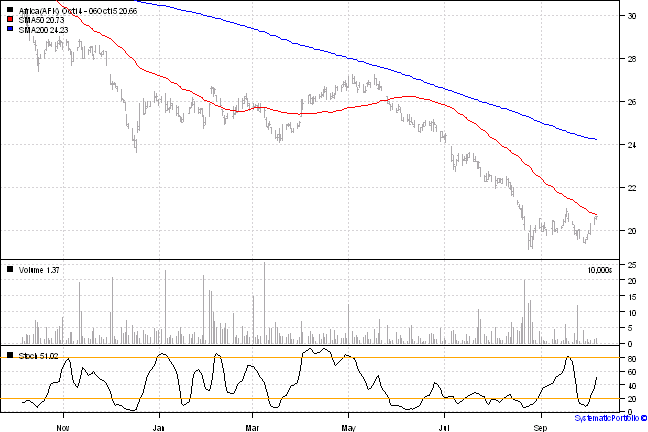 Africa(AFK) Oct14 - 06Oct15 20.66
SMA50 20.73
SMA200 24.23
30
28
26
24
22
20
Volume 1.37
10,000s
25
20
15
10
5
0
Stoch 51.02
80
60
40
20
0
Nov Jan Mar May Jul Sep
SystematicPortfolio ©